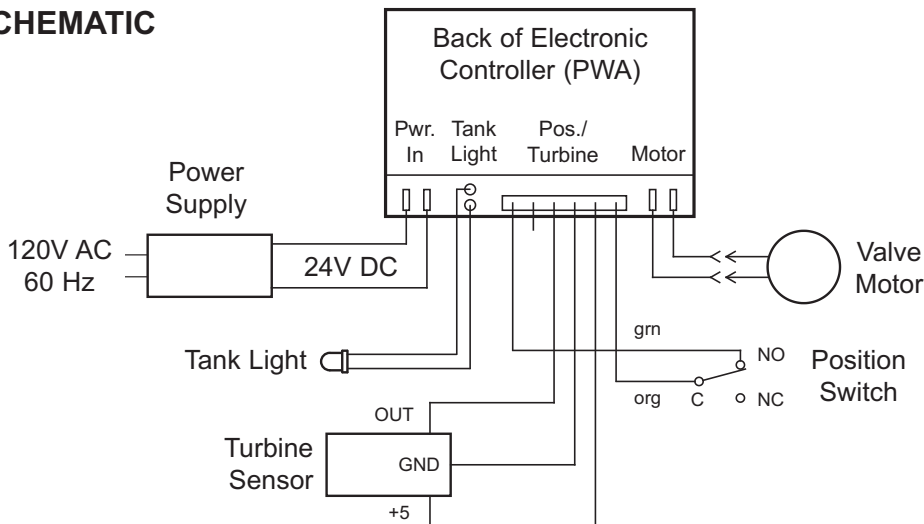 CHEMATIC
Back of Electronic
Controller (PWA)
Pwr.
In
Tank
Light
Pos./
Turbine
Motor
Power
Supply
120V AC
60 Hz
24V DC
Valve
Motor
grn
NO
Position
Switch
org
C
NC
Tank Light
OUT
Turbine
Sensor
GND
+5